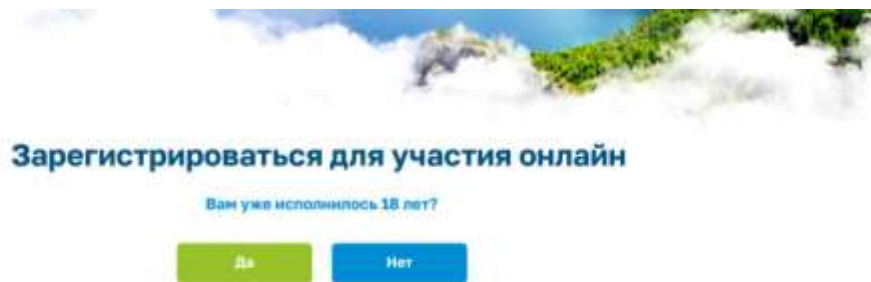 Зарегистрироваться для участия онлайн
Вам уже исполнилось 18 лет?
Да
Нет